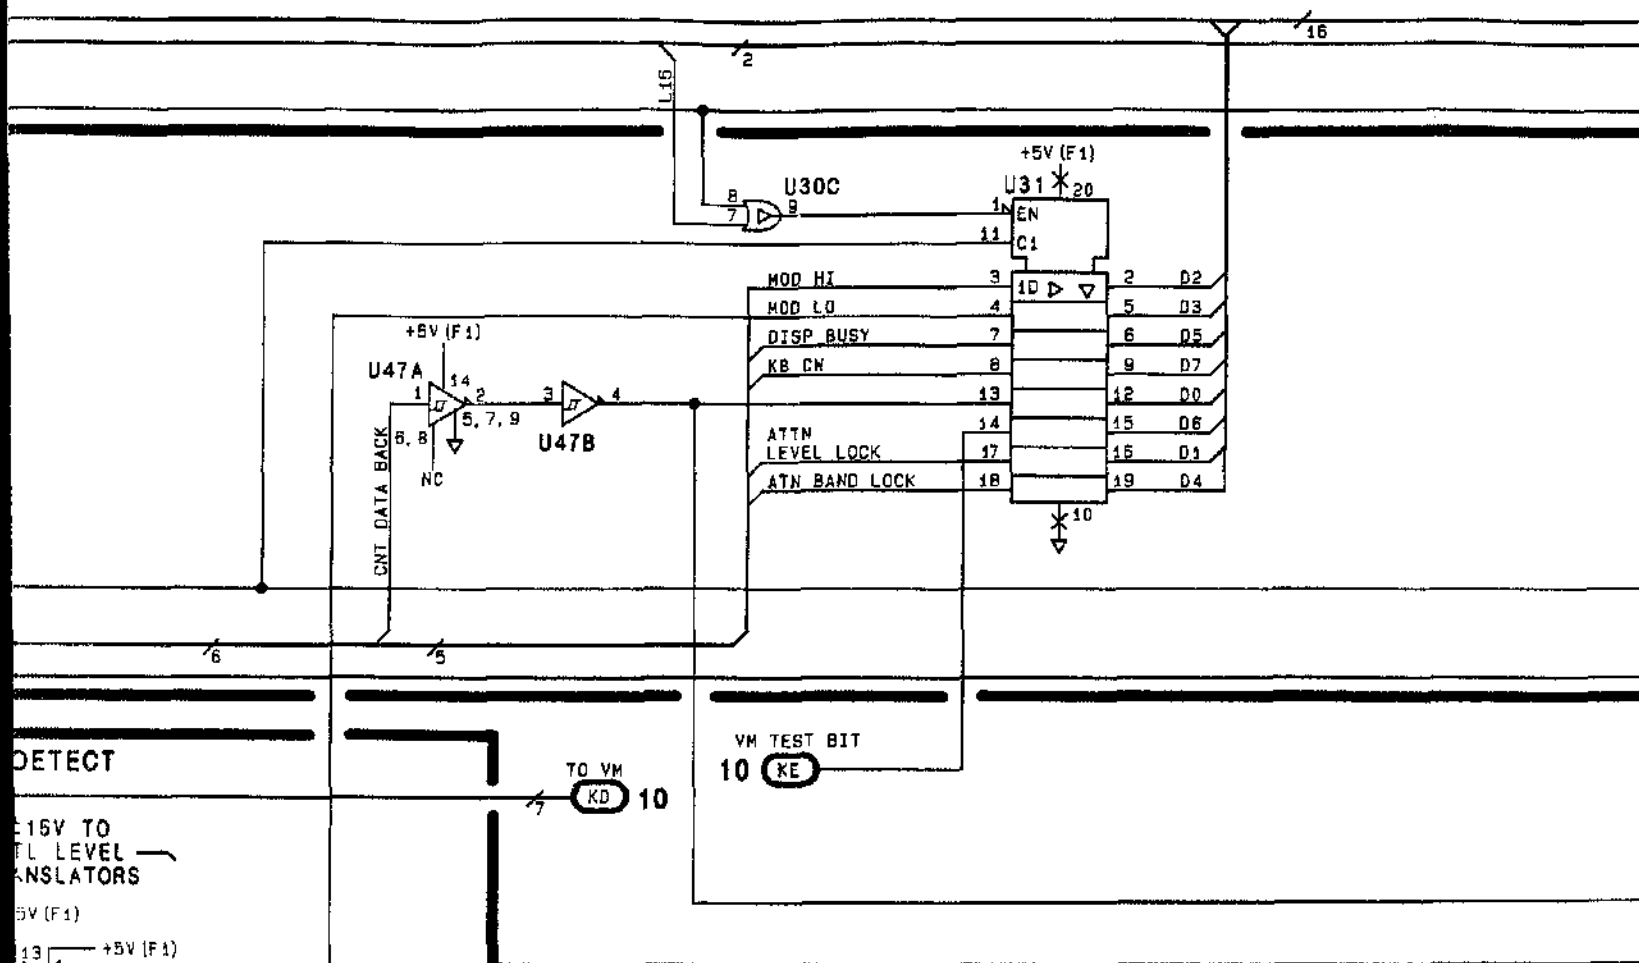 16
2
L15
+5V (F1)
U31
20
U30C
8
9
7
1
EN
11
C1
MOD HI
3
1D
2
D2
MOD LO
4
5
D3
+5V (F1)
DISP BUSY
7
6
D5
U47A
14
KB CW
8
9
D7
1
2
3
4
13
12
D0
5, 7, 9
6, 8
U47B
14
15
D6
ATTN
LEVEL LOCK
17
16
D1
NC
ATN BAND LOCK
18
19
D4
CNT DATA BACK
10
6
5
VM TEST BIT
DETECT
10
KE
TO VM
KD
10
7
15V TO
TL LEVEL
ANSLATORS
5V (F1)
13
+5V (F1)